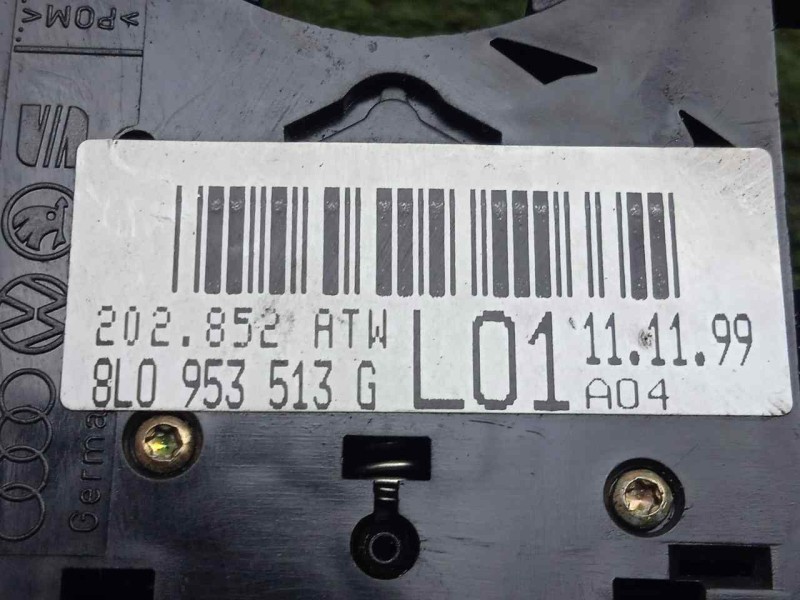 >POM<
202.852 ATW
8L0 953 513 G
L01
11.11.99
A04
Germa